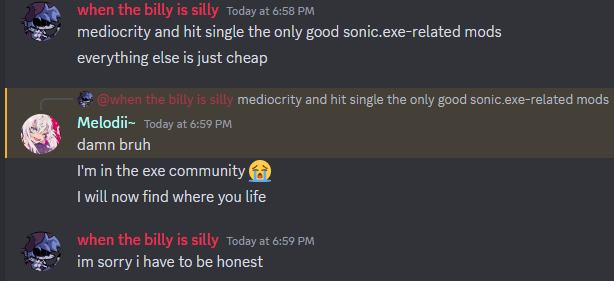 when the billy is silly Today at 6:58 PM
mediocrity and hit single the only good sonic.exe-related mods
everything else is just cheap
@when the billy is silly mediocrity and hit single the only good sonic.exe-related mods
Melodii~ Today at 6:59 PM
damn bruh
I'm in the exe community 😭
I will now find where you life
when the billy is silly Today at 6:59 PM
im sorry i have to be honest